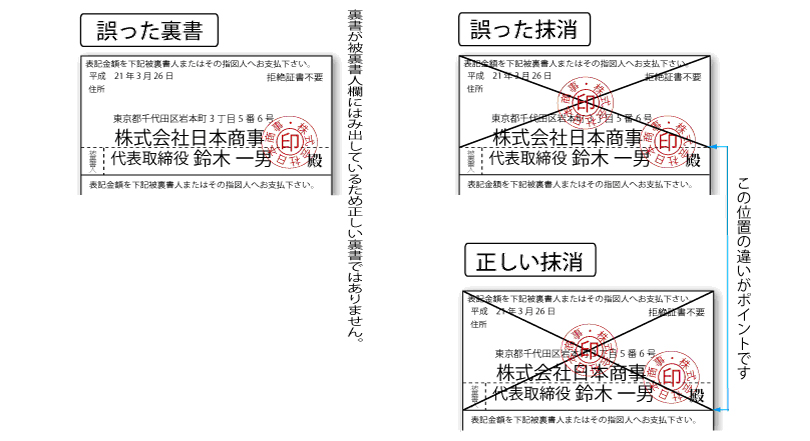 誤った裏書
表記金額を下記被裏書人またはその指図人へお支払下さい。
平成　21年3月26日
拒絶証書不要
住所
東京都千代田区岩本町3丁目5番6号
株式会社日本商事
代表取締役 鈴木 一男
印
被裏書人
殿
表記金額を下記被裏書人またはその指図人へお支払下さい。
裏書が被裏書人欄にはみ出しているため正しい裏書ではありません。
誤った抹消
表記金額を下記被裏書人またはその指図人へお支払下さい。
平成　21年3月26日
拒絶証書不要
住所
印
東京都千代田区岩本町3丁目5番6号
株式会社日本商事
代表取締役 鈴木 一男
印
被裏書人
殿
表記金額を下記被裏書人またはその指図人へお支払下さい。
この位置の違いがポイントです
正しい抹消
表記金額を下記被裏書人またはその指図人へお支払下さい。
平成　21年3月26日
拒絶証書不要
住所
印
東京都千代田区岩本町3丁目5番6号
株式会社日本商事
代表取締役 鈴木 一男
印
被裏書人
殿
表記金額を下記被裏書人またはその指図人へお支払下さい。